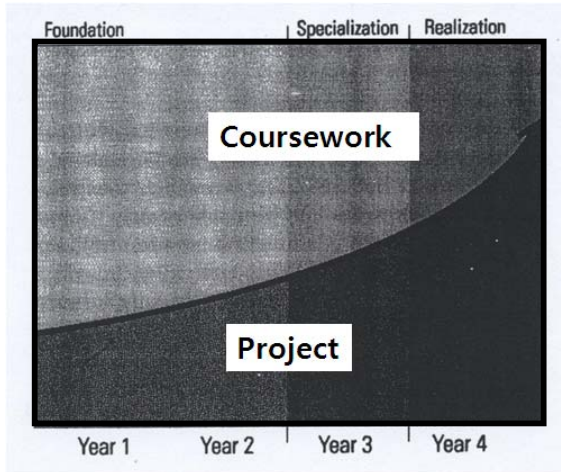 Foundation
Specialization
Realization
Coursework
Project
Year 1
Year 2
Year 3
Year 4